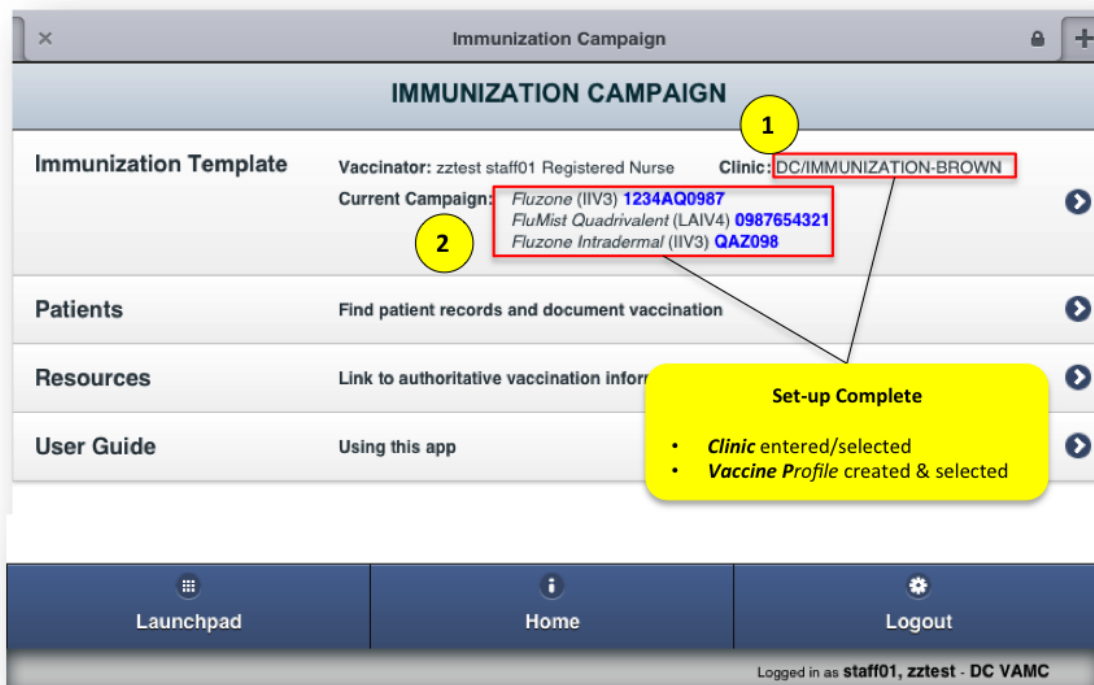 Immunization Campaign
IMMUNIZATION CAMPAIGN
1
Immunization Template
Vaccinator: zztest staff01 Registered Nurse Clinic: DC/IMMUNIZATION-BROWN
Current Campaign: Fluzone (IIV3) 1234AQ0987
FluMist Quadrivalent (LAIV4) 0987654321
Fluzone Intradermal (IIV3) QAZ098
2
Patients Find patient records and document vaccination
Resources Link to authoritative vaccination
User Guide Using this app
Set-up Complete
• Clinic entered/selected
• Vaccine Profile created & selected
Launchpad Home Logout
Logged in as staff01, zztest - DC VAMC